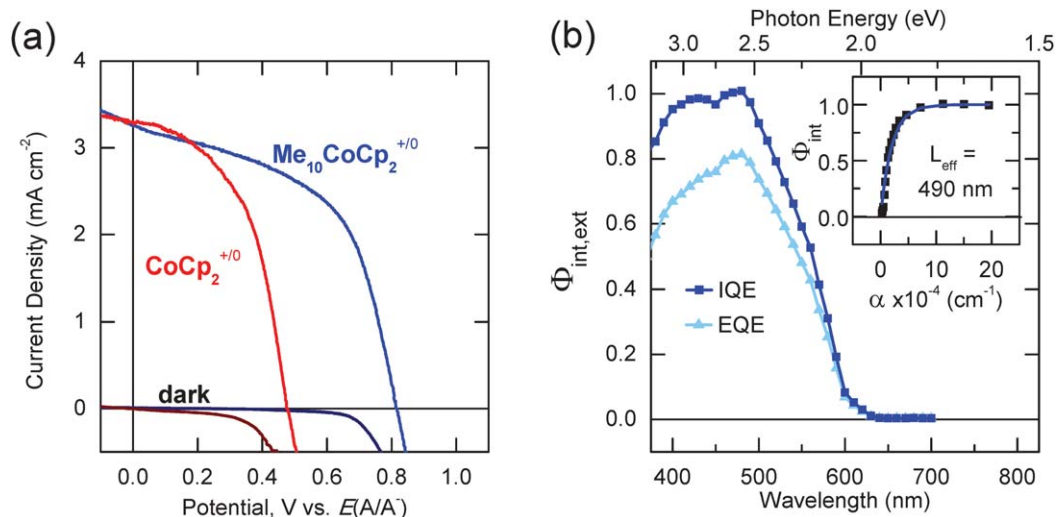 (a)
4
3
2
1
0
Current Density (mA cm⁻²)
Me₁₀CoCp₂⁺/⁰
CoCp₂⁺/⁰
dark
0.0 0.2 0.4 0.6 0.8 1.0
Potential, V vs. E(A/A⁻)
(b)
Photon Energy (eV)
3.0 2.5 2.0 1.5
1.0
0.8
0.6
0.4
0.2
0.0
Φint,ext
IQE
EQE
400 500 600 700 800
Wavelength (nm)
1.0
0.5
0.0
Φint
Leff =
490 nm
0 10 20
α x10⁻⁴ (cm⁻¹)